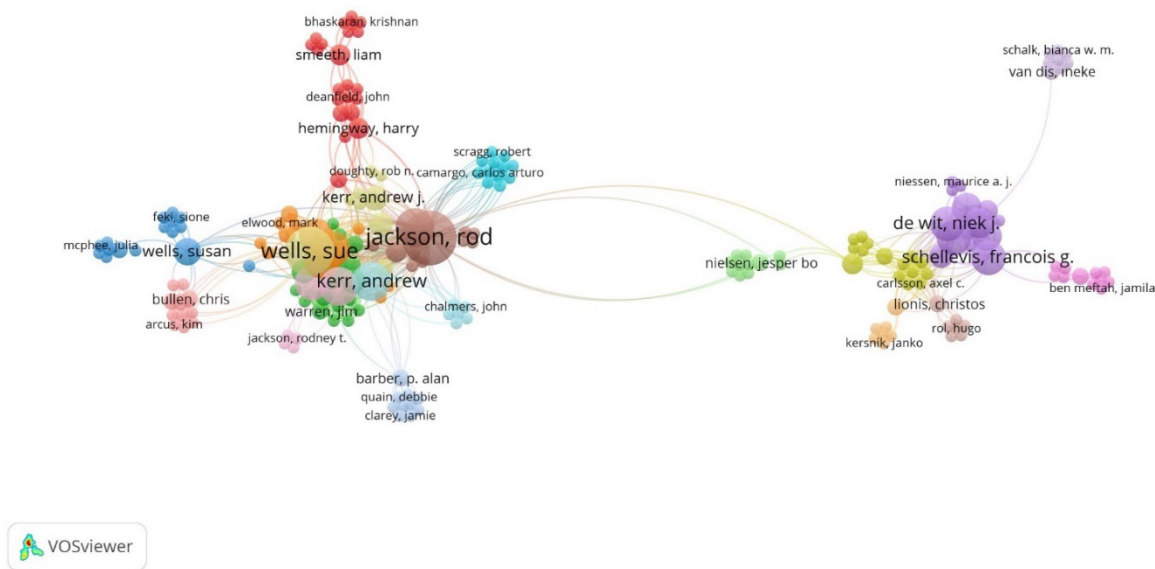 bhaskaran, krishnan
smeeth, liam
deanfield, john
hemingway, harry
doughty, rob n.
scragg, robert
camargo, carlos arturo
kerr, andrew j.
feki, sione
elwood, mark
jackson, rod
mcphee, julia
wells, susan
wells, sue
kerr, andrew
bullen, chris
arcus, kim
warren, jim
chalmers, john
jackson, rodney t.
barber, p. alan
quain, debbie
clarey, jamie
nielsen, jesper bo
schalk, bianca w. m.
van dis, ineke
niessen, maurice a. j.
de wit, niek j.
schellevis, francois g.
carlsson, axel c.
ben meftah, jamila
lionis, christos
rol, hugo
kersnik, janko
VOSviewer